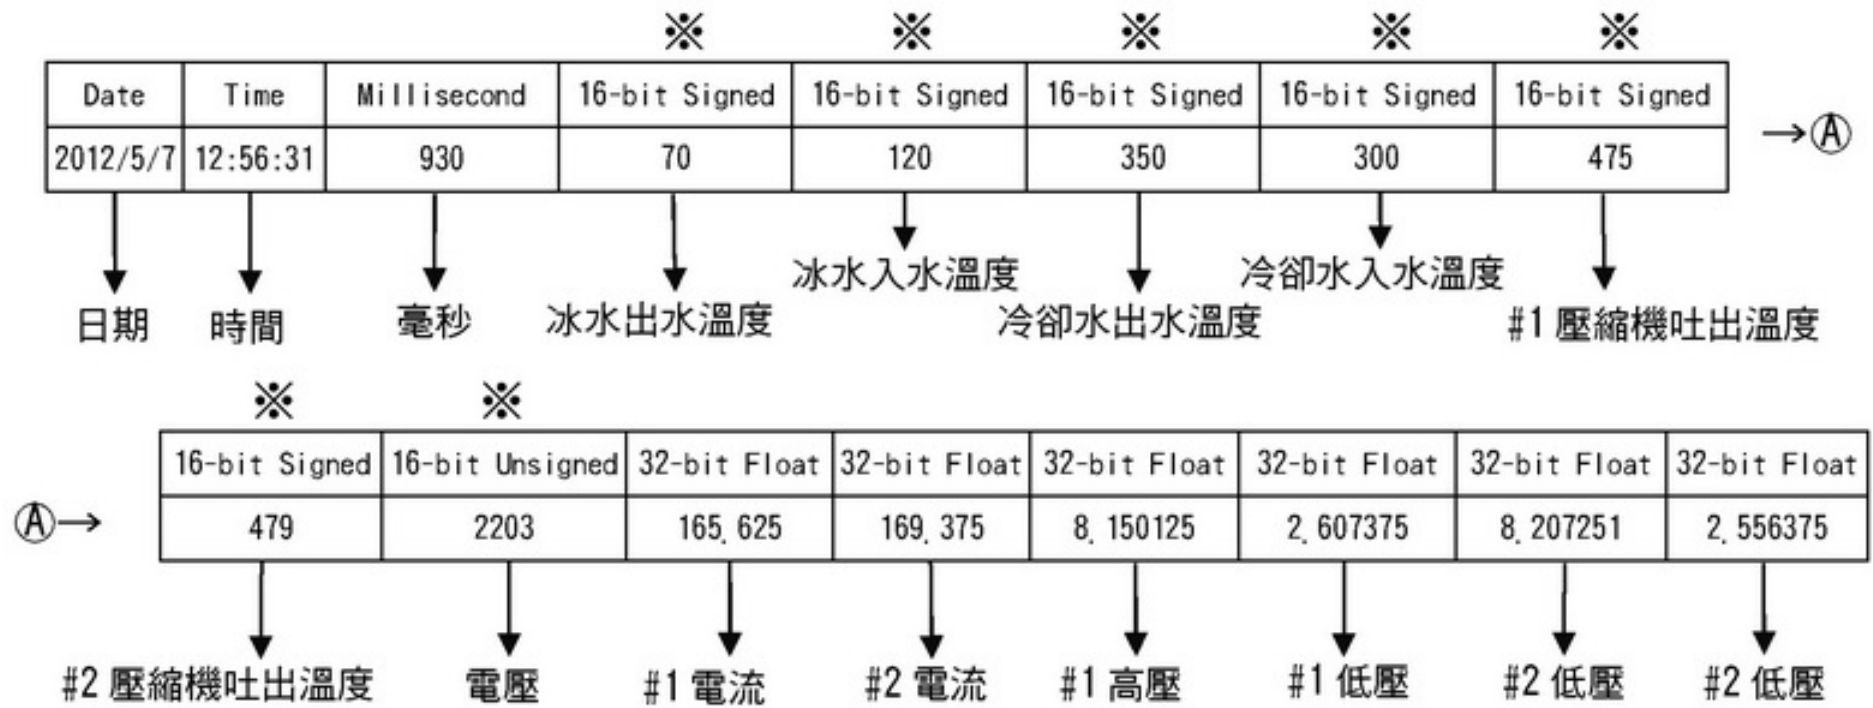 ※ ※ ※ ※ ※
Date Time Millisecond 16-bit Signed 16-bit Signed 16-bit Signed 16-bit Signed 16-bit Signed
2012/5/7 12:56:31 930 70 120 350 300 475 →Ⓐ
冰水入水溫度 冷卻水入水溫度
日期 時間 毫秒 冰水出水溫度 冷卻水出水溫度 #1壓縮機吐出溫度
※ ※
16-bit Signed 16-bit Unsigned 32-bit Float 32-bit Float 32-bit Float 32-bit Float 32-bit Float 32-bit Float
Ⓐ→ 479 2203 165.625 169.375 8.150125 2.607375 8.207251 2.556375
#2壓縮機吐出溫度 電壓 #1電流 #2電流 #1高壓 #1低壓 #2低壓 #2低壓